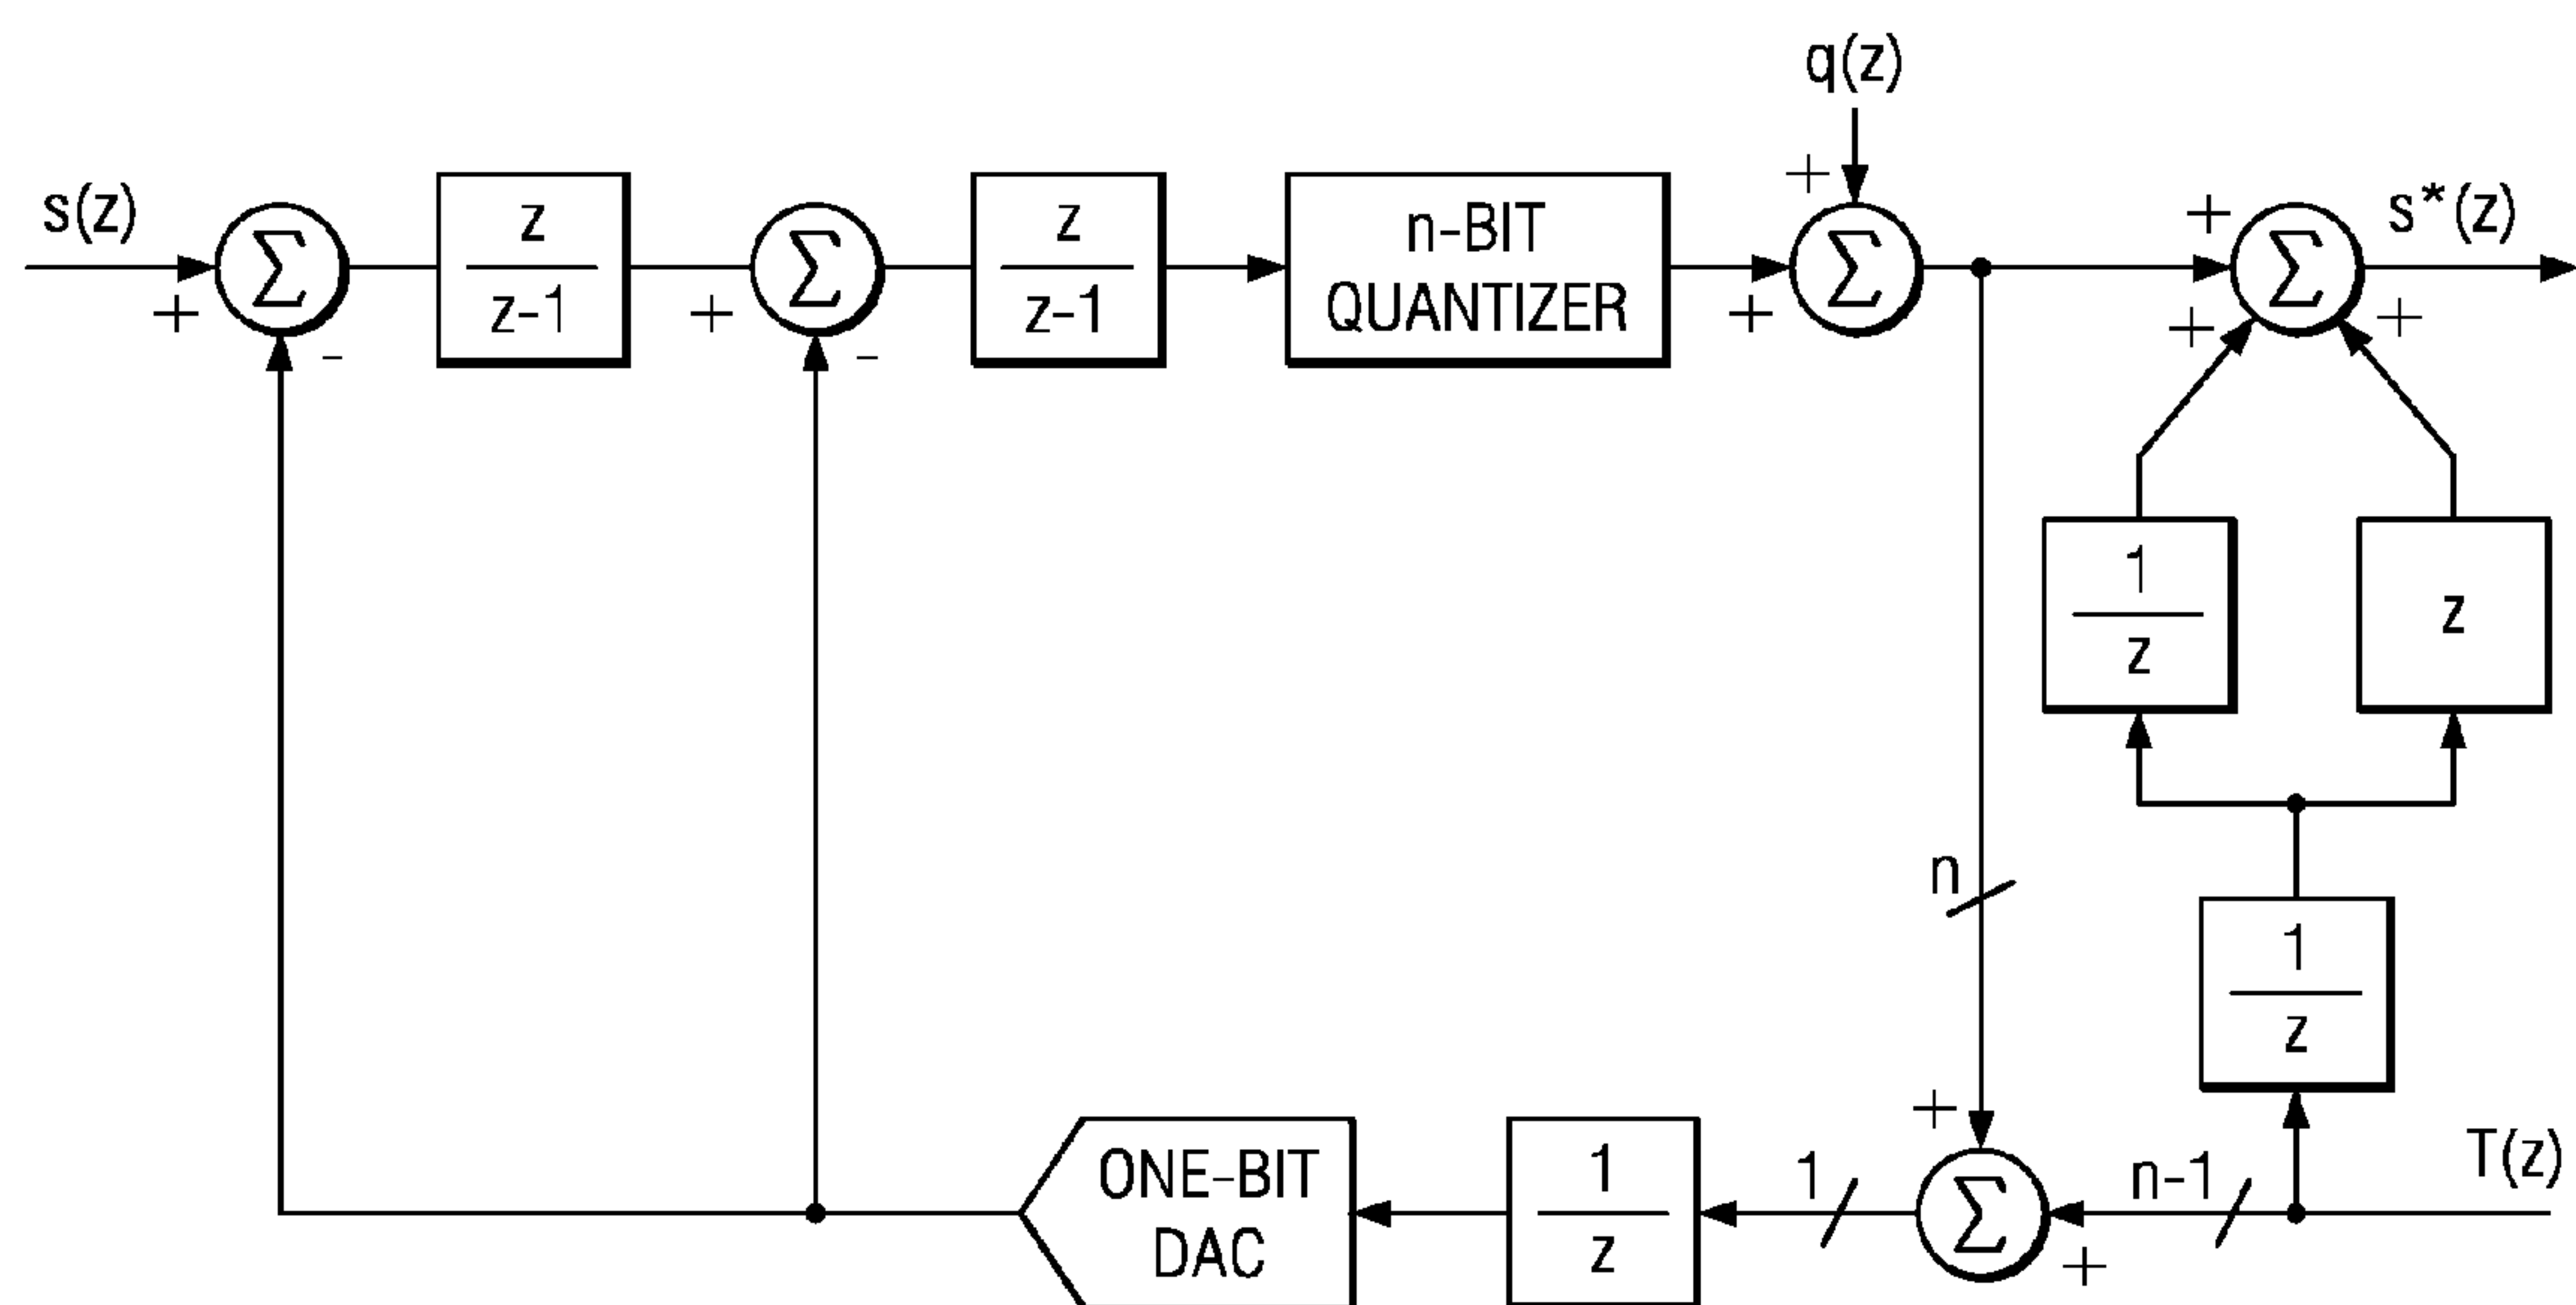 q(z)
+
s(z)
+
Σ
-
z
z-1
+
Σ
-
z
z-1
n-BIT
QUANTIZER
+
Σ
+
+
Σ
+
s*(z)
1
z
z
n
1
z
+
ONE-BIT
DAC
1
z
1
Σ
+
n-1
T(z)